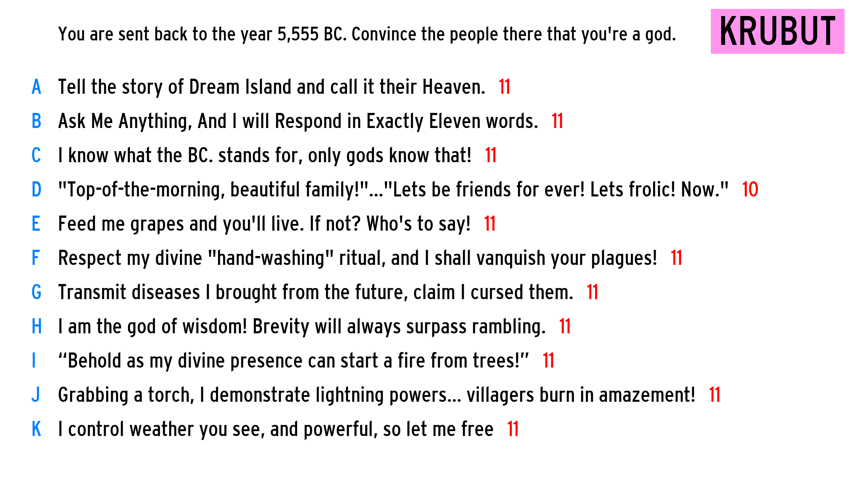 You are sent back to the year 5,555 BC. Convince the people there that you're a god. KRUBUT
A Tell the story of Dream Island and call it their Heaven. 11
B Ask Me Anything, And I will Respond in Exactly Eleven words. 11
C I know what the BC. stands for, only gods know that! 11
D "Top-of-the-morning, beautiful family!"..."Lets be friends for ever! Lets frolic! Now." 10
E Feed me grapes and you'll live. If not? Who's to say! 11
F Respect my divine "hand-washing" ritual, and I shall vanquish your plagues! 11
G Transmit diseases I brought from the future, claim I cursed them. 11
H I am the god of wisdom! Brevity will always surpass rambling. 11
I “Behold as my divine presence can start a fire from trees!” 11
J Grabbing a torch, I demonstrate lightning powers... villagers burn in amazement! 11
K I control weather you see, and powerful, so let me free 11